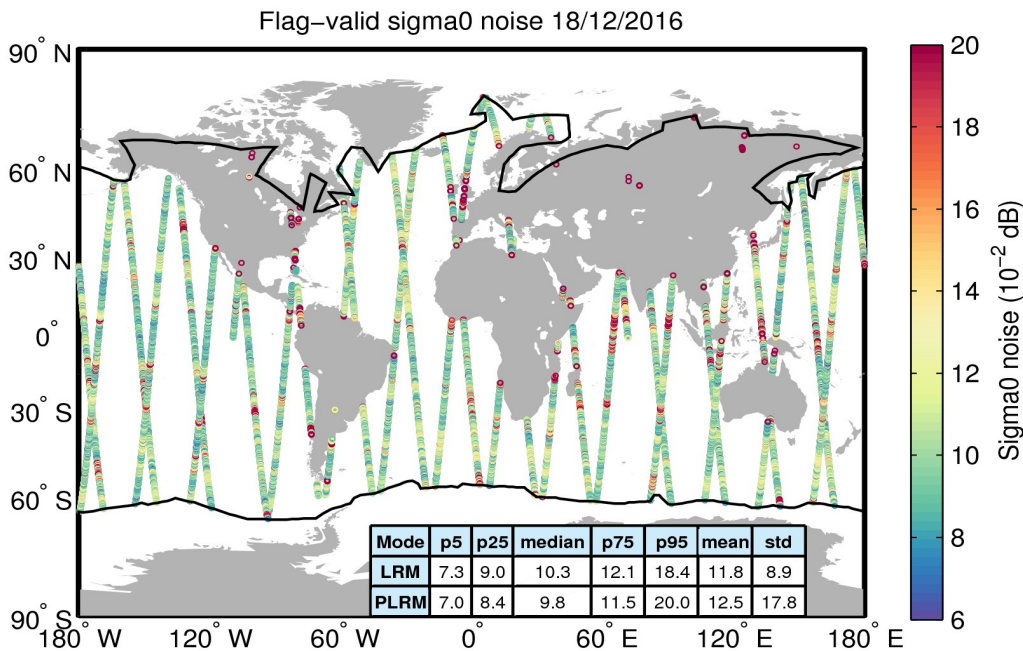 Flag-valid sigma0 noise 18/12/2016
90° N
60° N
30° N
0°
30° S
60° S
90° S
180° W
120° W
60° W
0°
60° E
120° E
180° E
Mode p5 p25 median p75 p95 mean std
LRM 7.3 9.0 10.3 12.1 18.4 11.8 8.9
PLRM 7.0 8.4 9.8 11.5 20.0 12.5 17.8
20
18
16
14
12
10
8
6
Sigma0 noise (10⁻² dB)